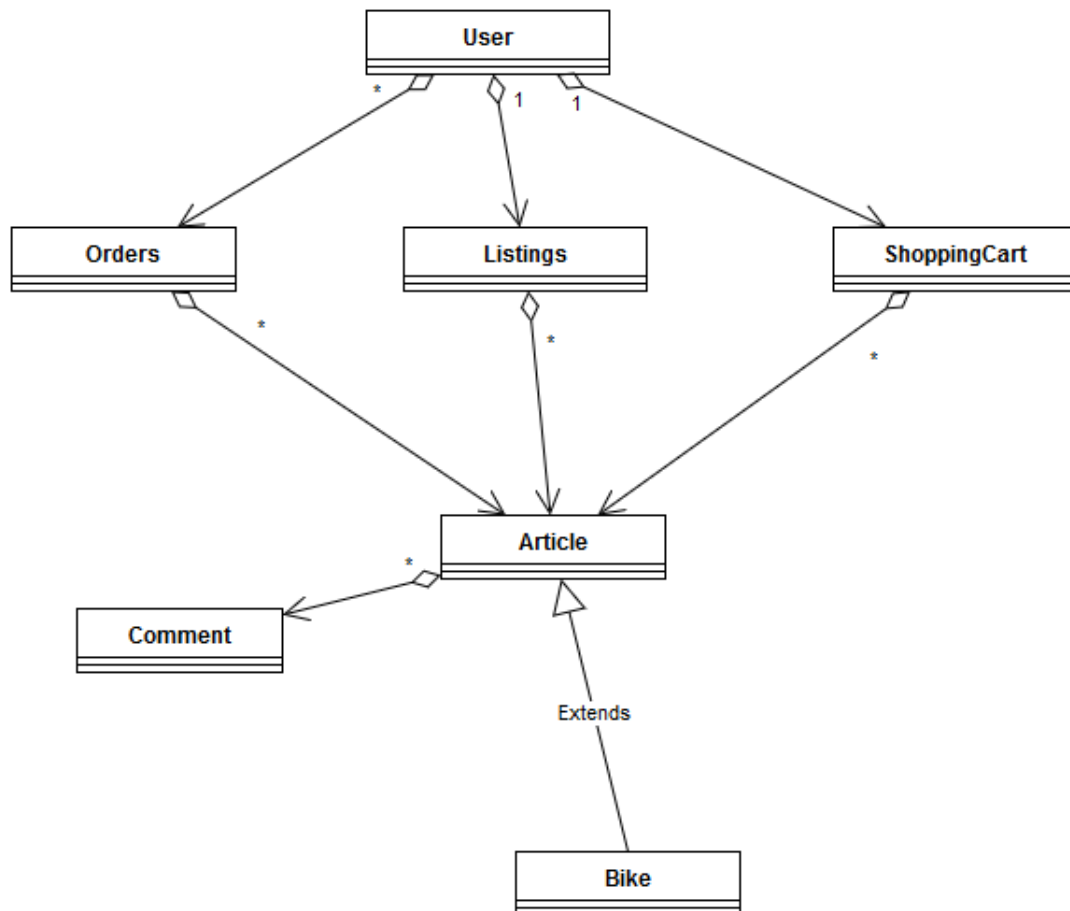 User
*
1
1
Orders
Listings
ShoppingCart
*
*
*
Article
*
Comment
Extends
Bike